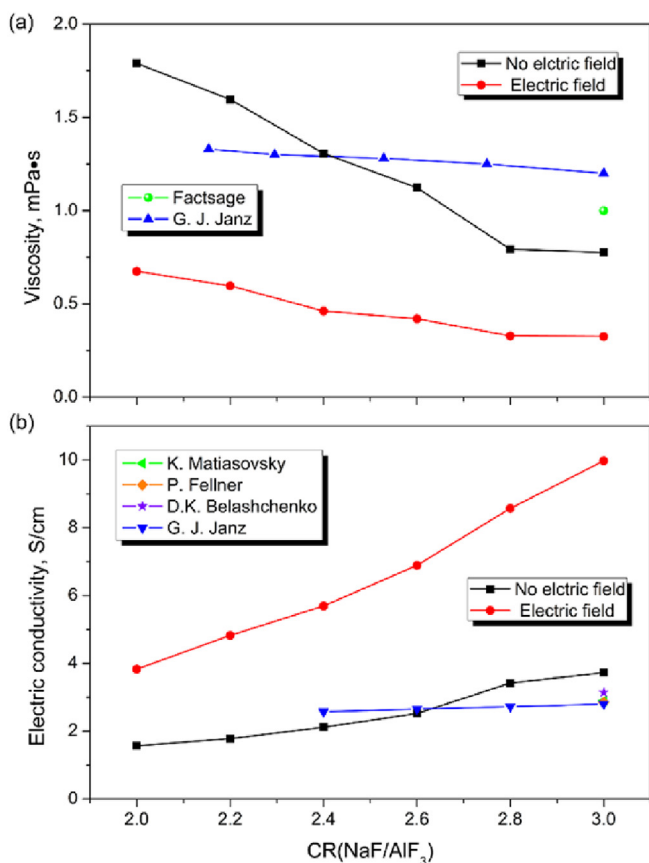 (a)
2.0
No elctric field
Electric field
1.5
Viscosity, mPa•s
1.0
Factsage
G. J. Janz
0.5
0.0
(b)
K. Matiasovsky
P. Fellner
D.K. Belashchenko
G. J. Janz
10
8
Electric conductivity, S/cm
No elctric field
Electric field
6
4
2
0
2.0 2.2 2.4 2.6 2.8 3.0
CR(NaF/AlF₃)